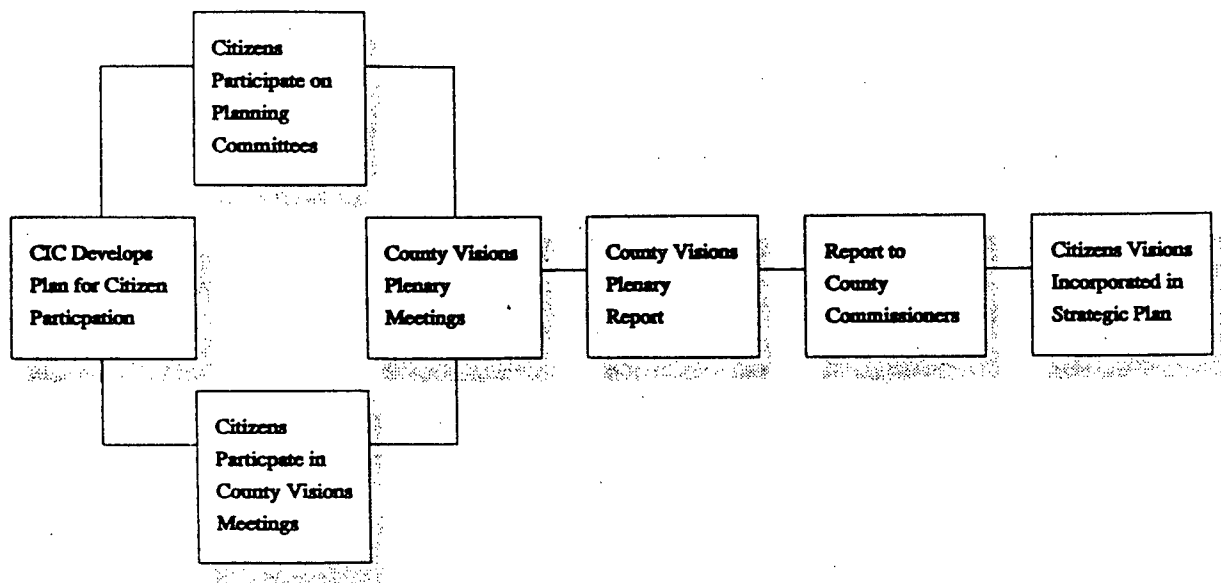 Citizens
Participate on
Planning
Committees
CIC Develops
Plan for Citizen
Particpation
County Visions
Plenary
Meetings
County Visions
Plenary
Report
Report to
County
Commissioners
Citizens Visions
Incorporated in
Strategic Plan
Citizens
Particpate in
County Visions
Meetings